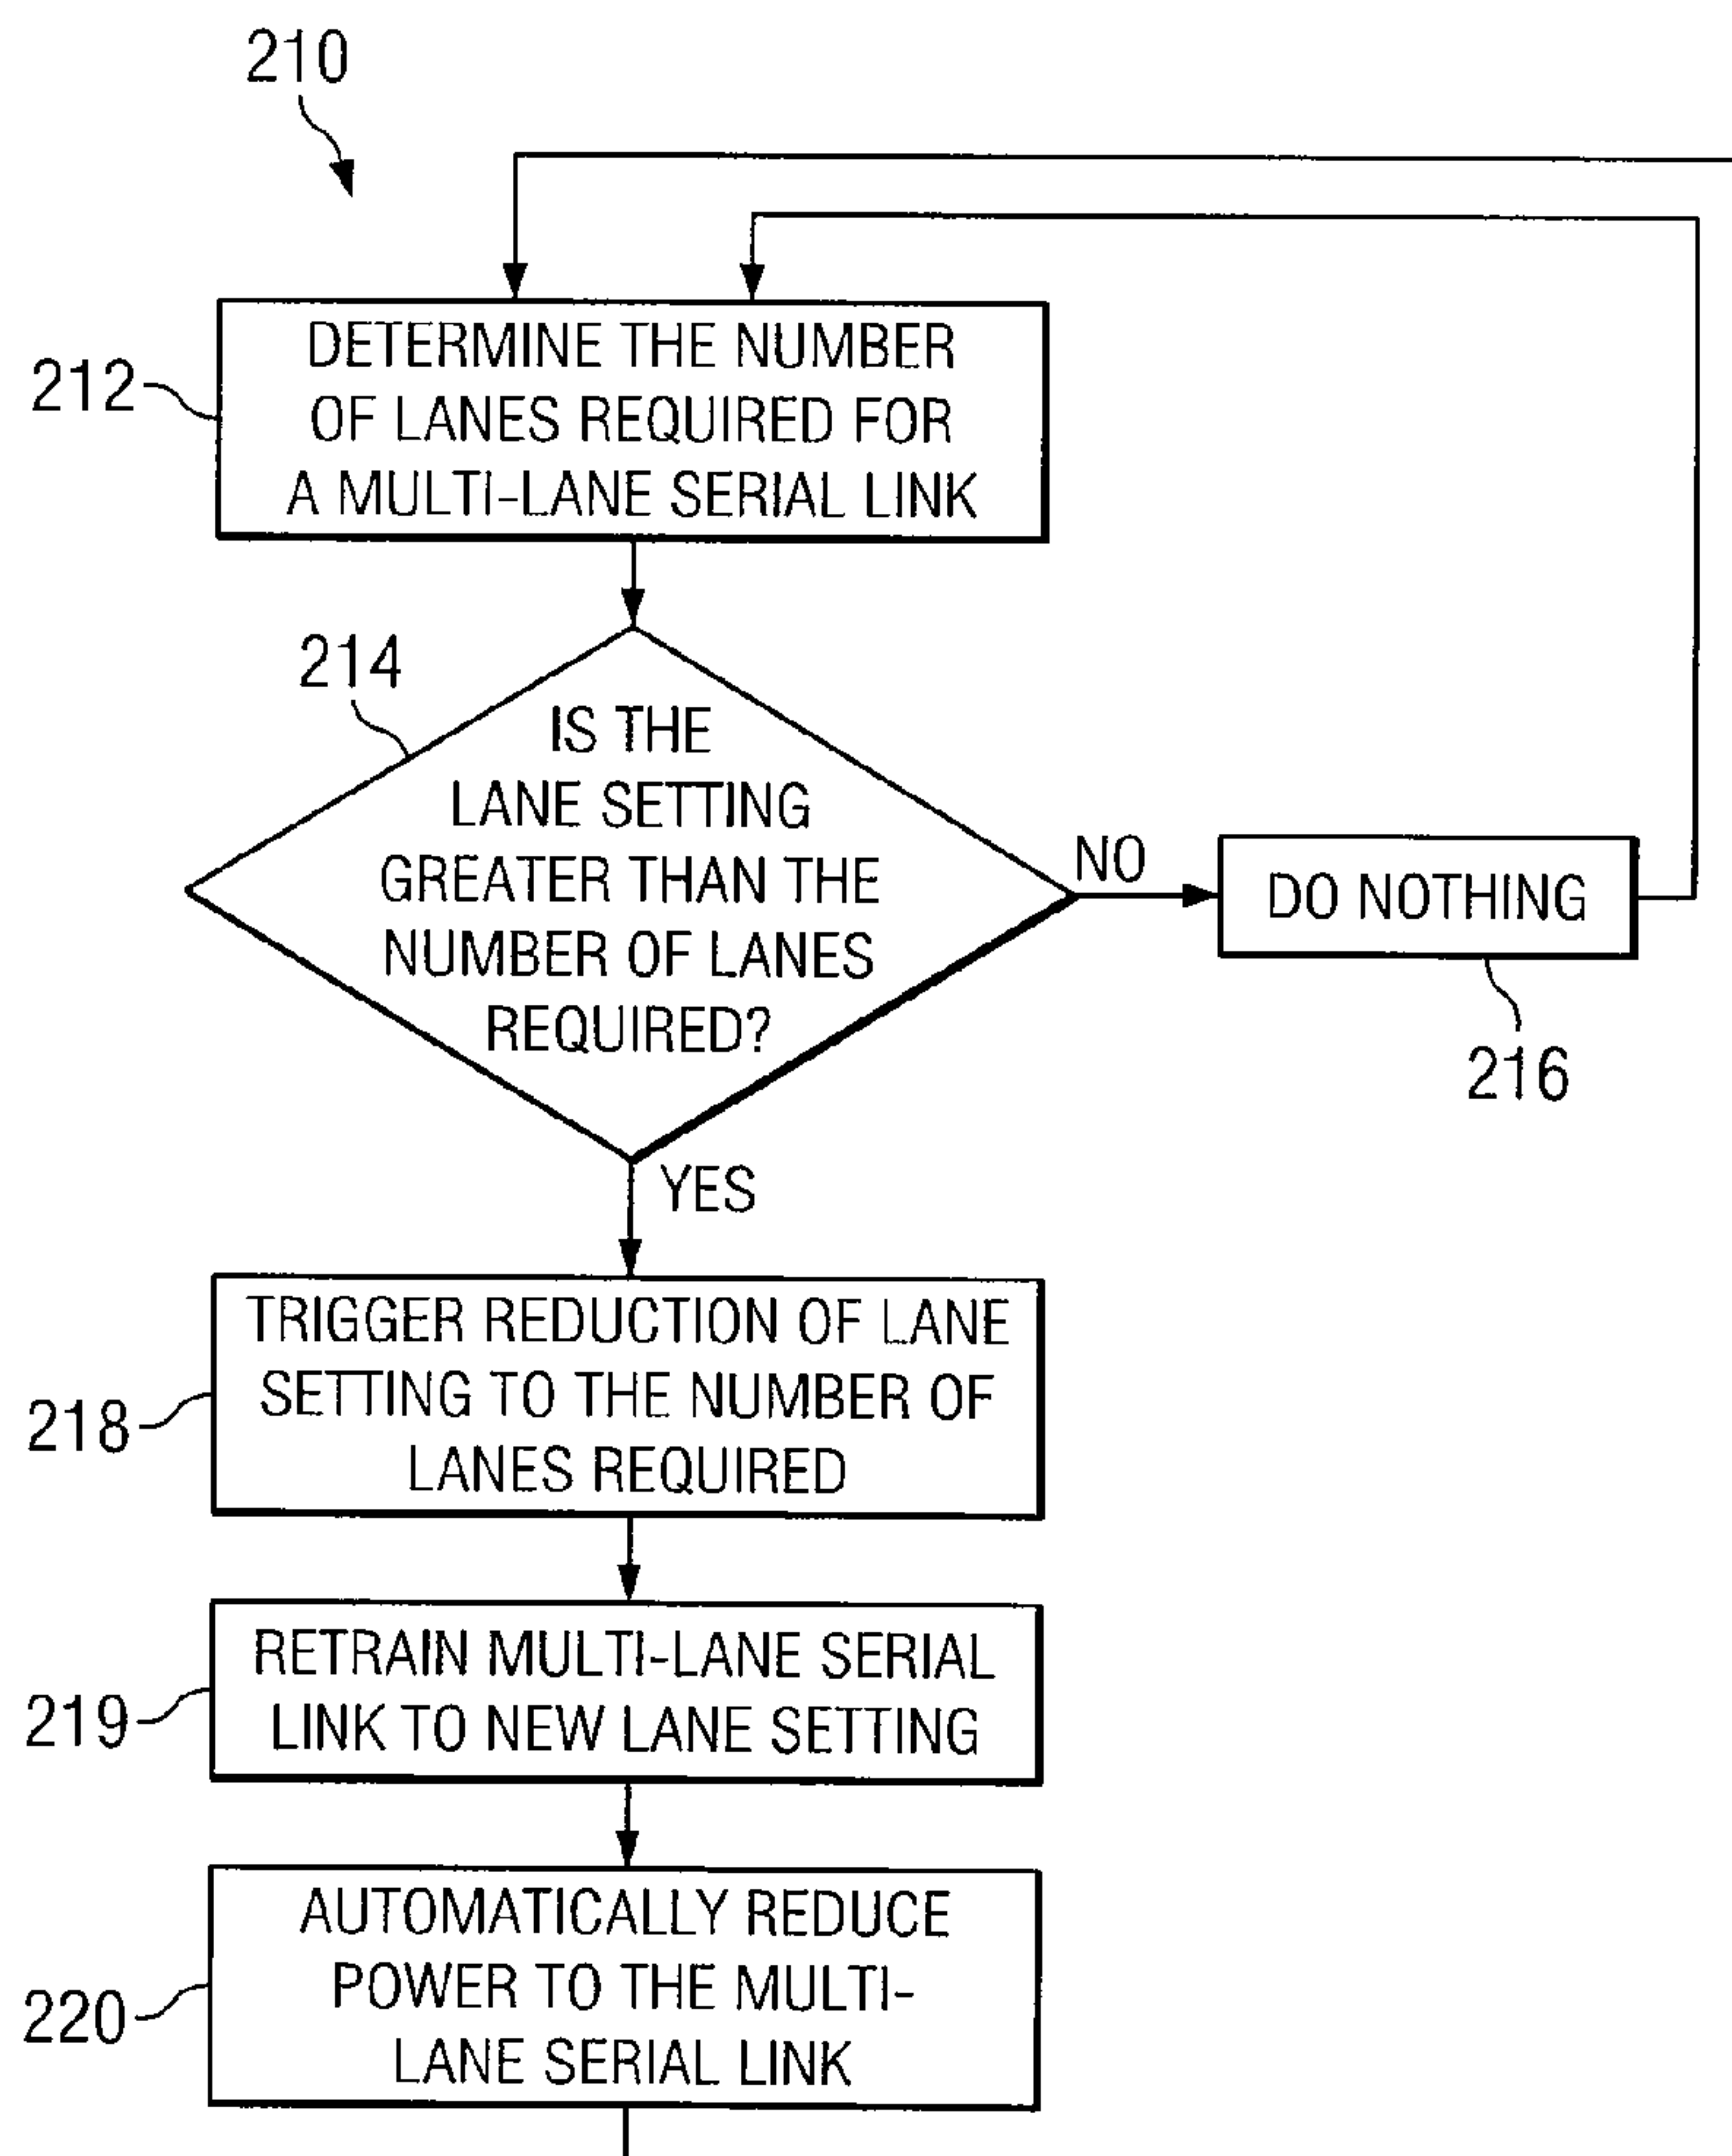 210
212
DETERMINE THE NUMBER
OF LANES REQUIRED FOR
A MULTI-LANE SERIAL LINK
214
IS THE
LANE SETTING
GREATER THAN THE
NUMBER OF LANES
REQUIRED?
NO
DO NOTHING
216
YES
218
TRIGGER REDUCTION OF LANE
SETTING TO THE NUMBER OF
LANES REQUIRED
219
RETRAIN MULTI-LANE SERIAL
LINK TO NEW LANE SETTING
220
AUTOMATICALLY REDUCE
POWER TO THE MULTI-
LANE SERIAL LINK